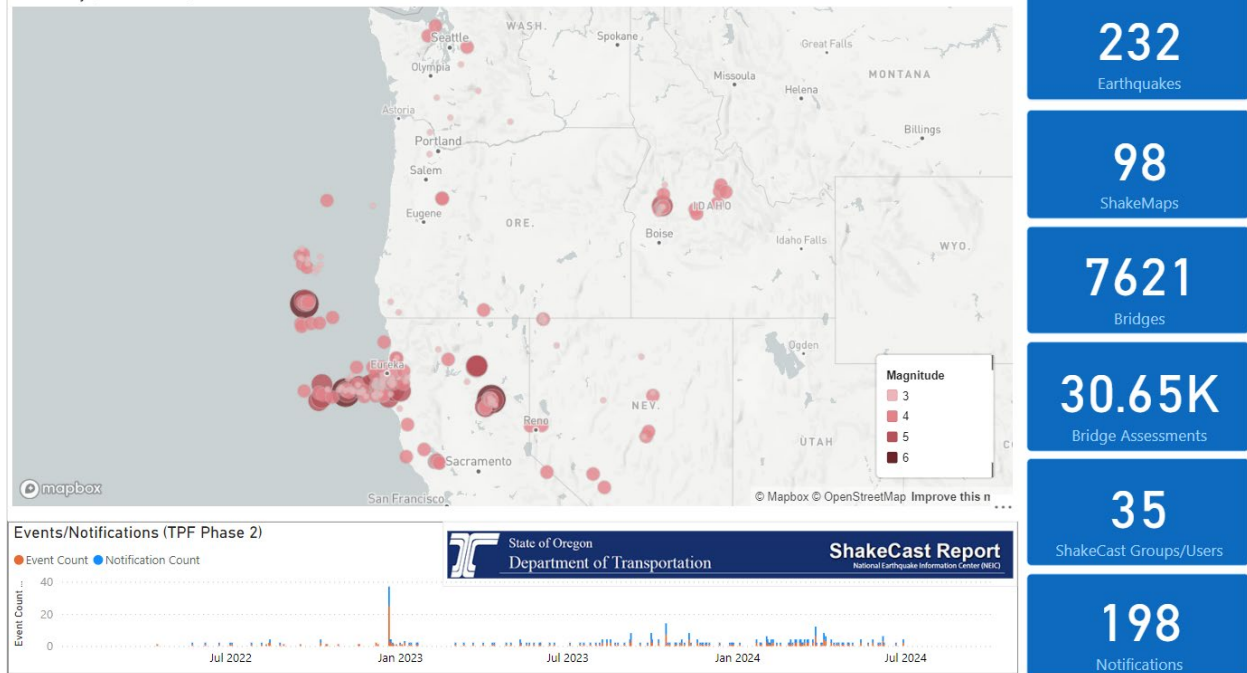 WASH.
Seattle
Spokane
Great Falls
Olympia
Missoula
MONTANA
Helena
Astoria
Billings
Portland
Salem
Eugene
ORE.
IDAHO
Boise
Idaho Falls
WYO.
Ogden
Eureka
NEV.
Reno
UTAH
Sacramento
San Francisco
Magnitude
3
4
5
6
mapbox
© Mapbox © OpenStreetMap Improve this n
232
Earthquakes
98
ShakeMaps
7621
Bridges
30.65K
Bridge Assessments
35
ShakeCast Groups/Users
198
Notifications
Events/Notifications (TPF Phase 2)
Event Count
Notification Count
State of Oregon
Department of Transportation
ShakeCast Report
National Earthquake Information Center (NEIC)
Event Count ...
40
20
0
Jul 2022
Jan 2023
Jul 2023
Jan 2024
Jul 2024